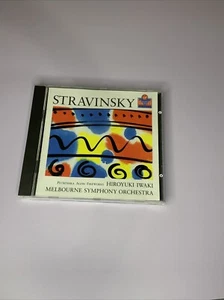 STRAVINSKY
HIROYUKI IWAKI
MELBOURNE SYMPHONY ORCHESTRA